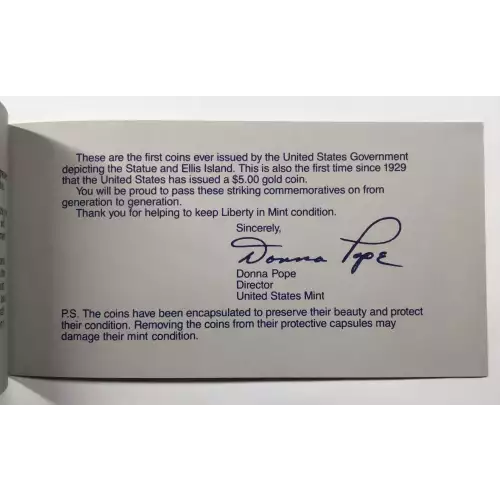 These are the first coins ever issued by the United States Government
depicting the Statue and Ellis Island. This is also the first time since 1929
that the United States has issued a $5.00 gold coin.
You will be proud to pass these striking commemoratives on from
generation to generation.
Thank you for helping to keep Liberty in Mint condition.
Sincerely,
Donna Pope
Donna Pope
Director
United States Mint
P.S. The coins have been encapsulated to preserve their beauty and protect
their condition. Removing the coins from their protective capsules may
damage their mint condition.